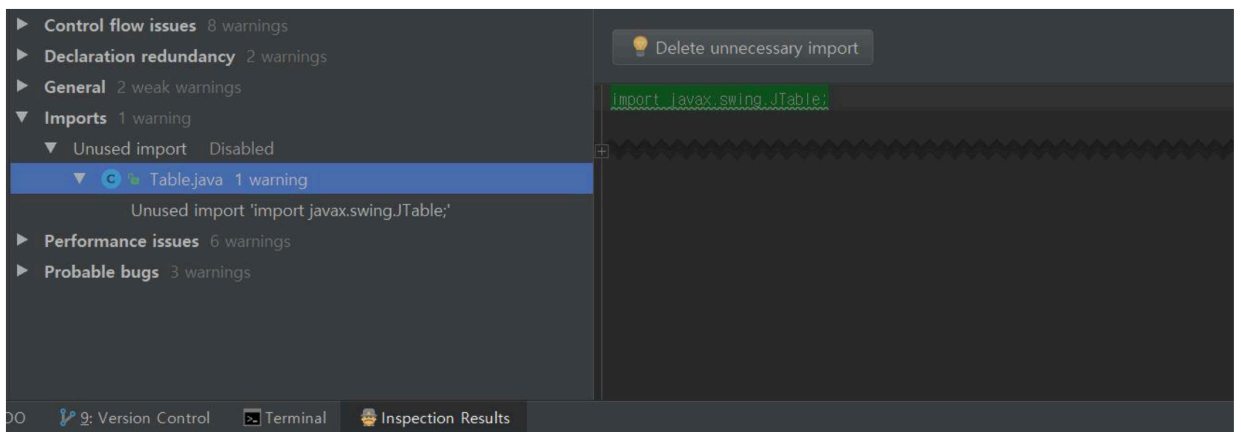 Control flow issues 8 warnings
Declaration redundancy 2 warnings
General 2 weak warnings
Imports 1 warning
Unused import Disabled
C Table.java 1 warning
Unused import 'import javax.swing.JTable;'
Performance issues 6 warnings
Probable bugs 3 warnings
Delete unnecessary import
import javax.swing.JTable;
DO 9: Version Control Terminal Inspection Results